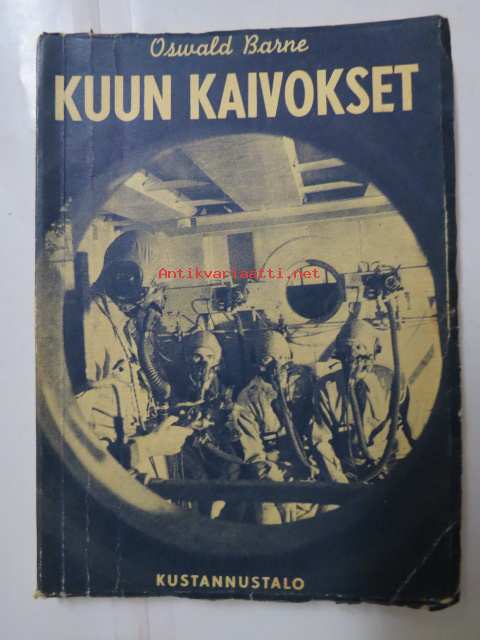 Oswald Barne
KUUN KAIVOKSET
Antikvariaatti.net
KUSTANNUSTALO